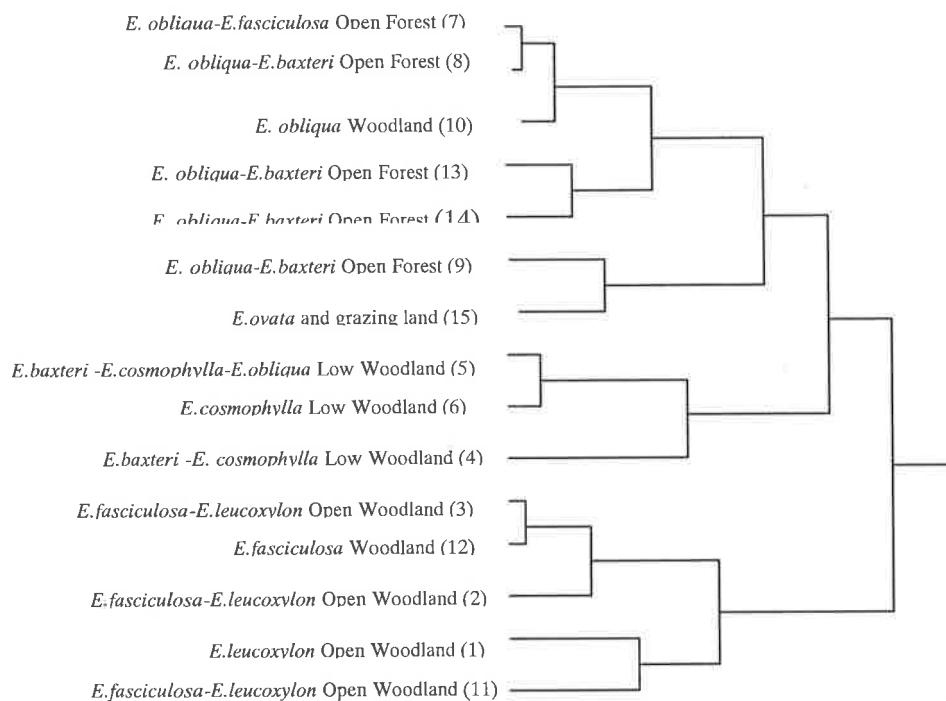 E. obliqua-E.fasciculosa Open Forest (7)
E. obliqua-E.baxteri Open Forest (8)
E. obliqua Woodland (10)
E. obliqua-E.baxteri Open Forest (13)
E. obliqua-E.baxteri Open Forest (14)
E. obliqua-E.baxteri Open Forest (9)
E.ovata and grazing land (15)
E.baxteri -E.cosmophylla-E.obliqua Low Woodland (5)
E.cosmophylla Low Woodland (6)
E.baxteri -E. cosmophylla Low Woodland (4)
E.fasciculosa-E.leucoxylon Open Woodland (3)
E.fasciculosa Woodland (12)
E.fasciculosa-E.leucoxylon Open Woodland (2)
E.leucoxylon Open Woodland (1)
E.fasciculosa-E.leucoxylon Open Woodland (11)